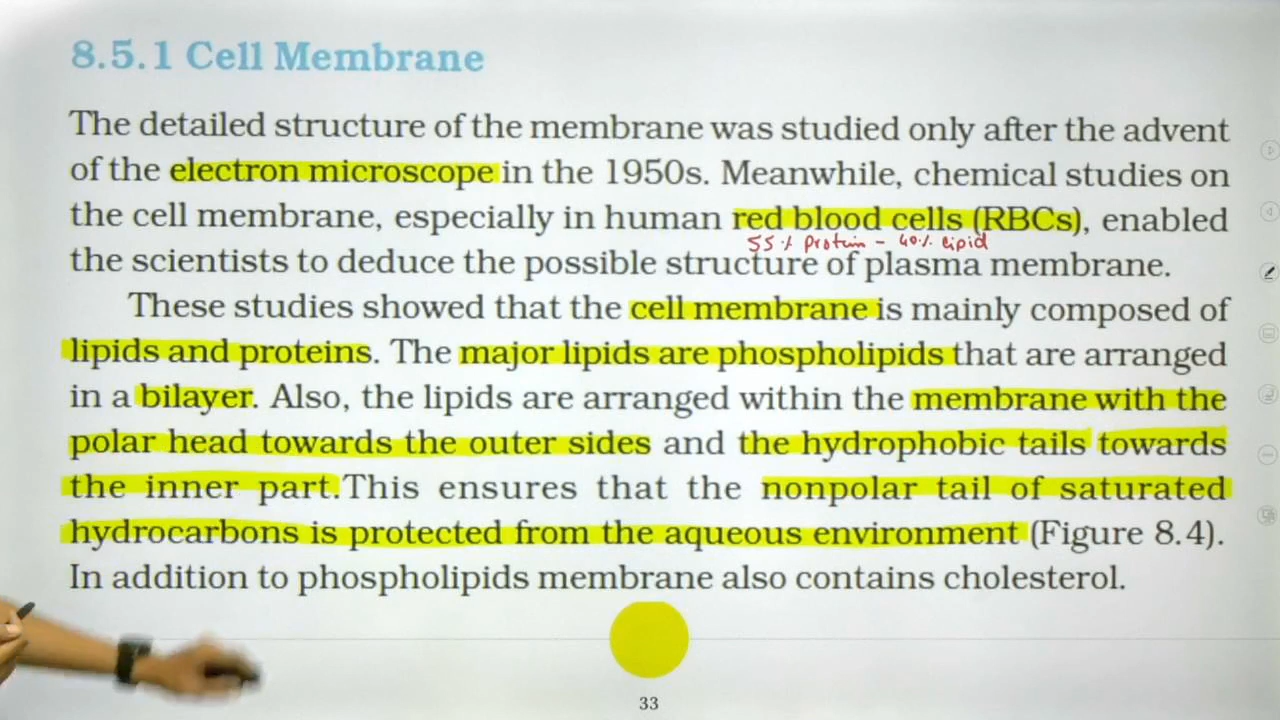 8.5.1 Cell Membrane
The detailed structure of the membrane was studied only after the advent
of the electron microscope in the 1950s. Meanwhile, chemical studies on
the cell membrane, especially in human red blood cells (RBCs), enabled
55% Protein - 40% lipid
the scientists to deduce the possible structure of plasma membrane.
These studies showed that the cell membrane is mainly composed of
lipids and proteins. The major lipids are phospholipids that are arranged
in a bilayer. Also, the lipids are arranged within the membrane with the
polar head towards the outer sides and the hydrophobic tails towards
the inner part.This ensures that the nonpolar tail of saturated
hydrocarbons is protected from the aqueous environment (Figure 8.4).
In addition to phospholipids membrane also contains cholesterol.
33